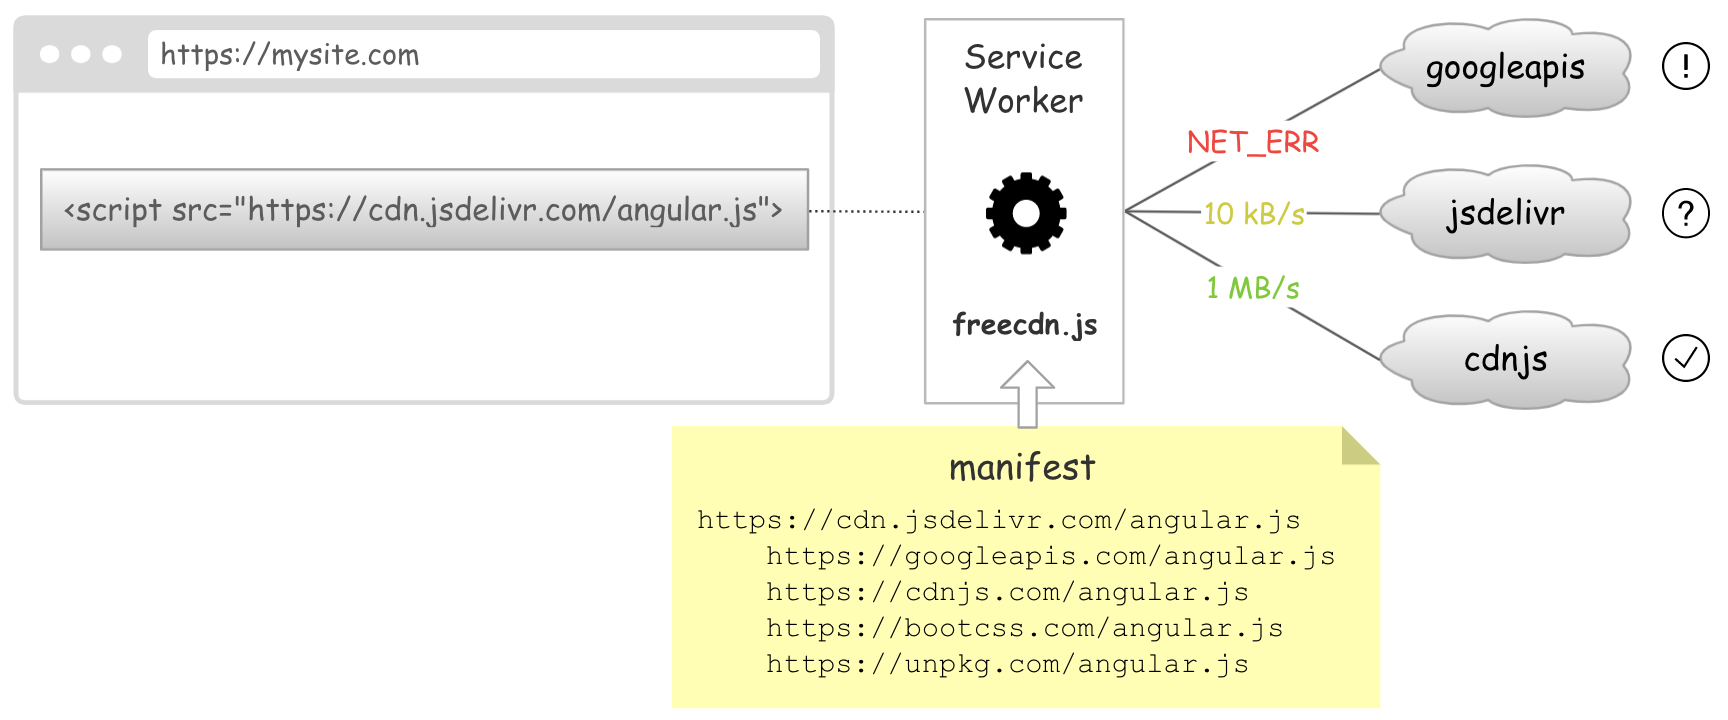 https://mysite.com
<script src="https://cdn.jsdelivr.com/angular.js">
Service
Worker
freecdn.js
NET_ERR
10 kB/s
1 MB/s
googleapis
!
jsdelivr
?
cdnjs
manifest
https://cdn.jsdelivr.com/angular.js
https://googleapis.com/angular.js
https://cdnjs.com/angular.js
https://bootcss.com/angular.js
https://unpkg.com/angular.js